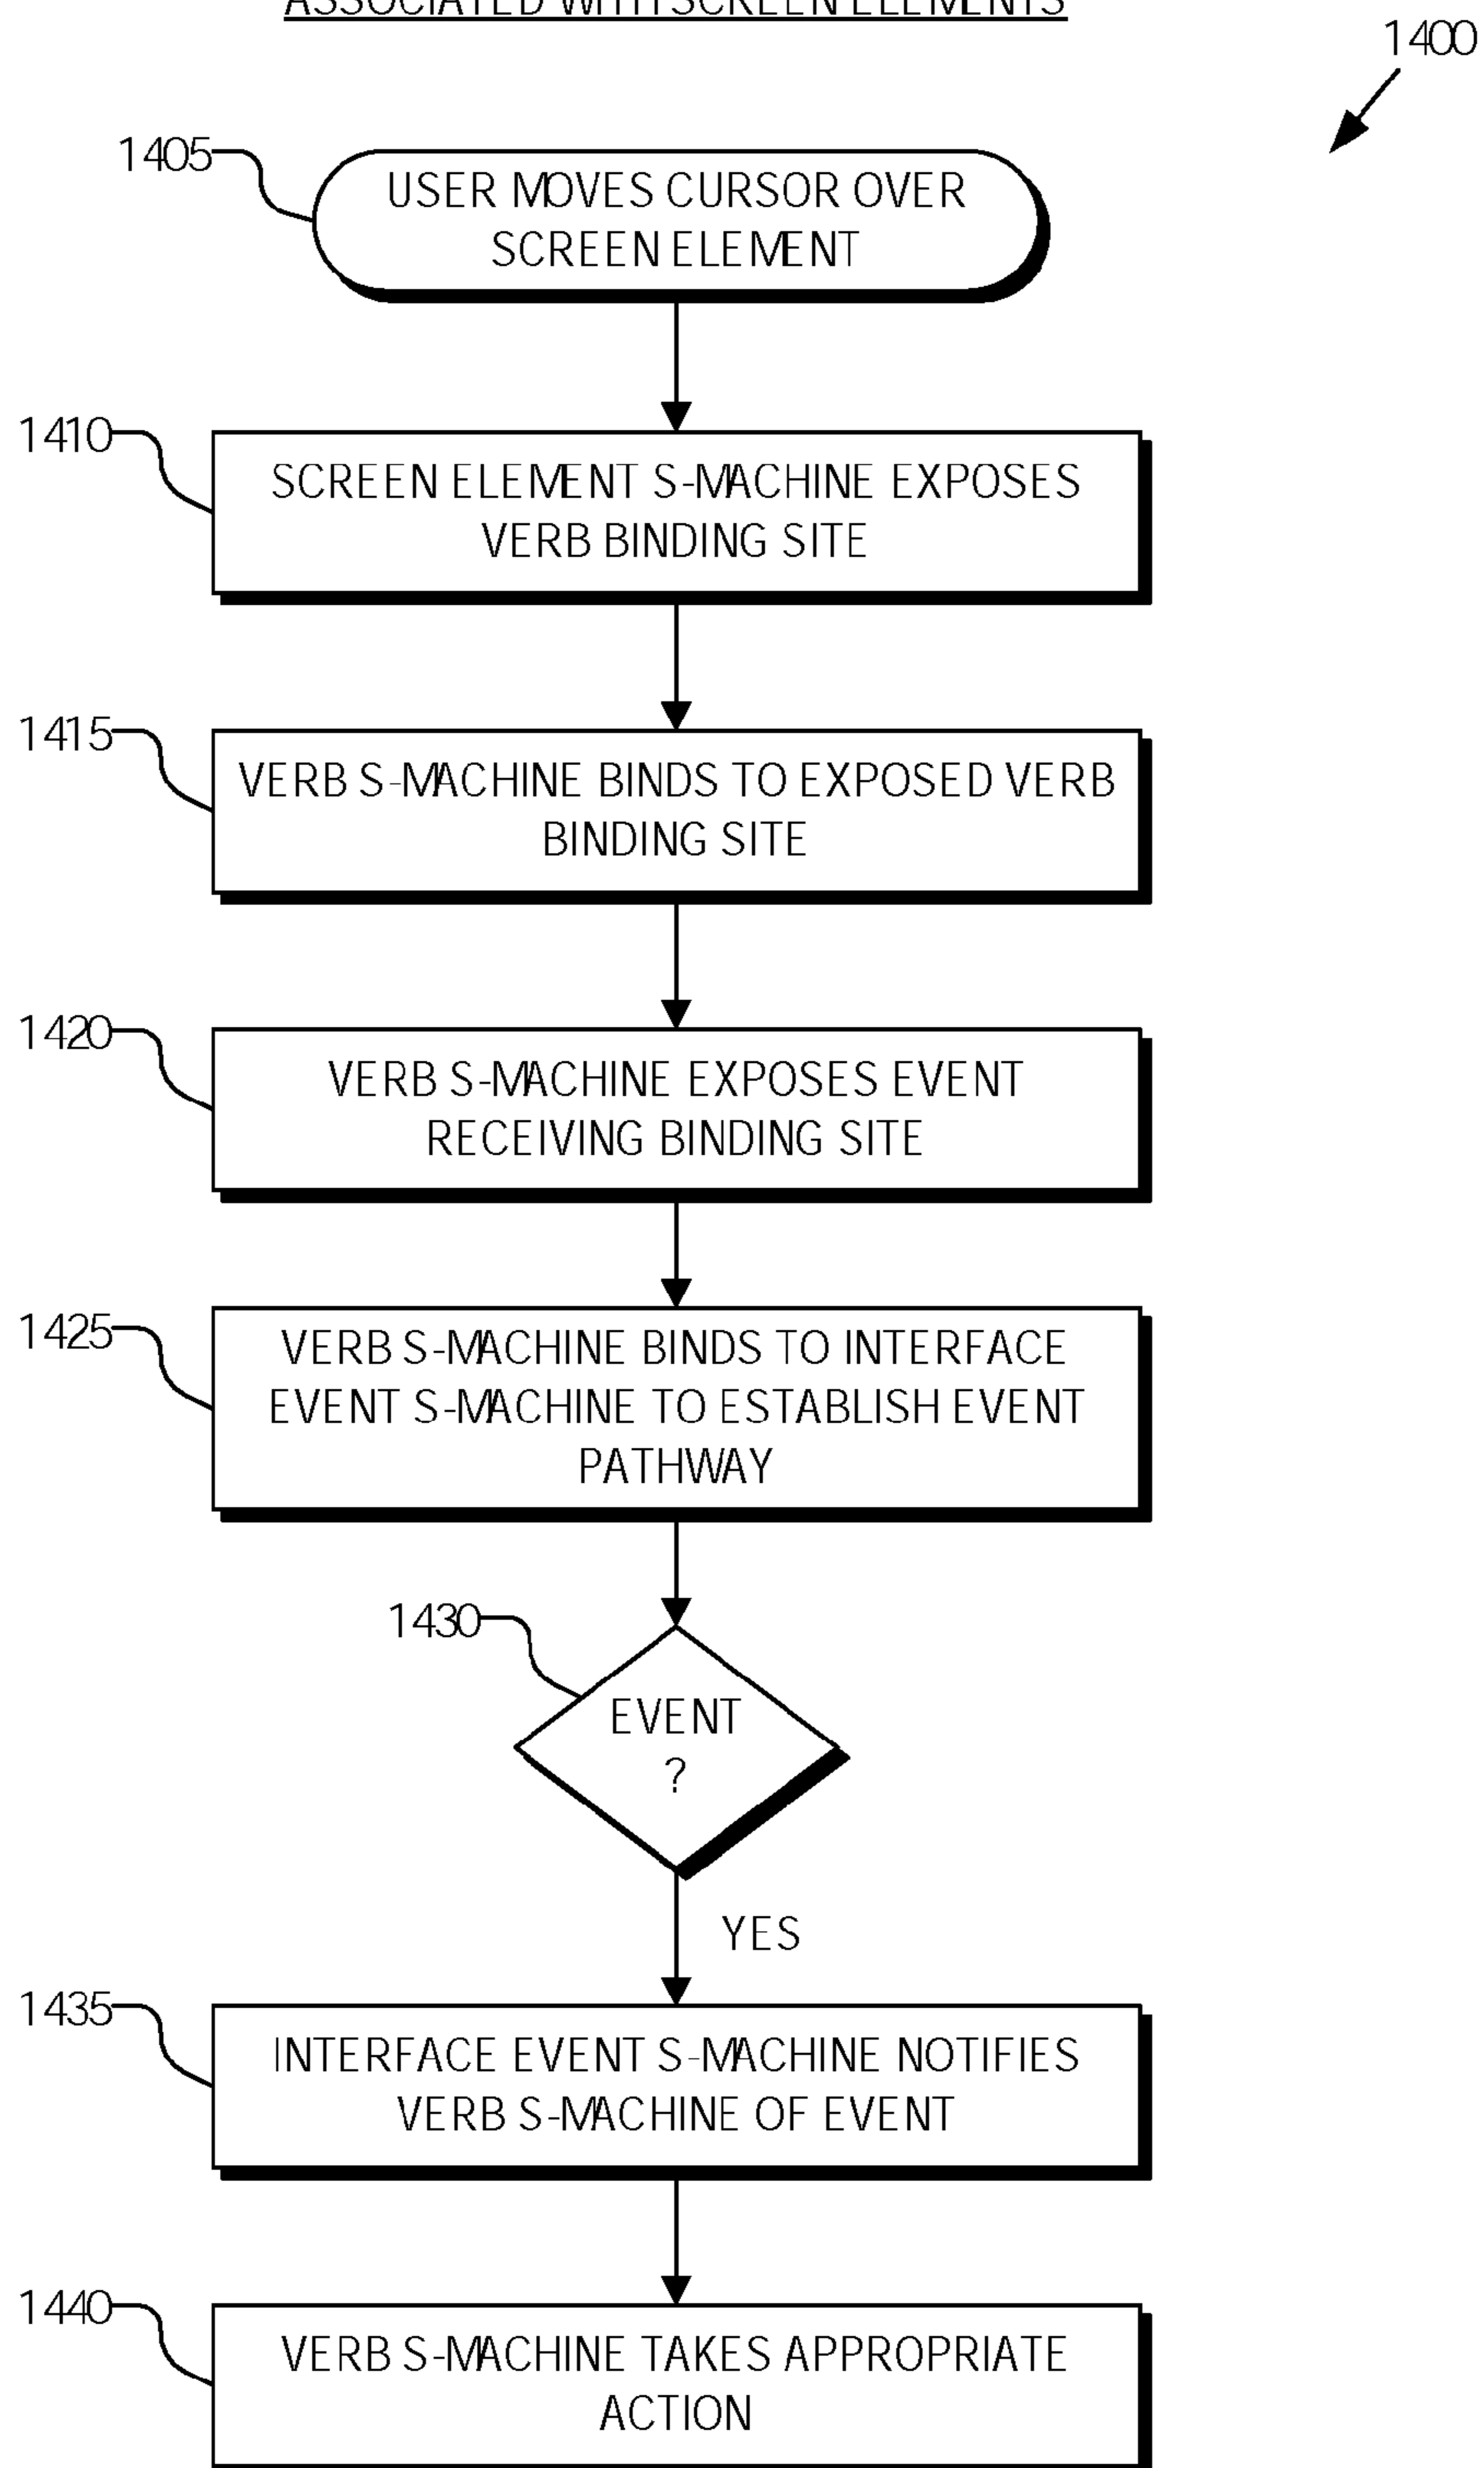 ASSOCIATED WITH SCREEN ELEMENTS
1400
1405
USER MOVES CURSOR OVER
SCREEN ELEMENT
1410
SCREEN ELEMENT S-MACHINE EXPOSES
VERB BINDING SITE
1415
VERB S-MACHINE BINDS TO EXPOSED VERB
BINDING SITE
1420
VERB S-MACHINE EXPOSES EVENT
RECEIVING BINDING SITE
1425
VERB S-MACHINE BINDS TO INTERFACE
EVENT S-MACHINE TO ESTABLISH EVENT
PATHWAY
1430
EVENT
?
YES
1435
INTERFACE EVENT S-MACHINE NOTIFIES
VERB S-MACHINE OF EVENT
1440
VERB S-MACHINE TAKES APPROPRIATE
ACTION